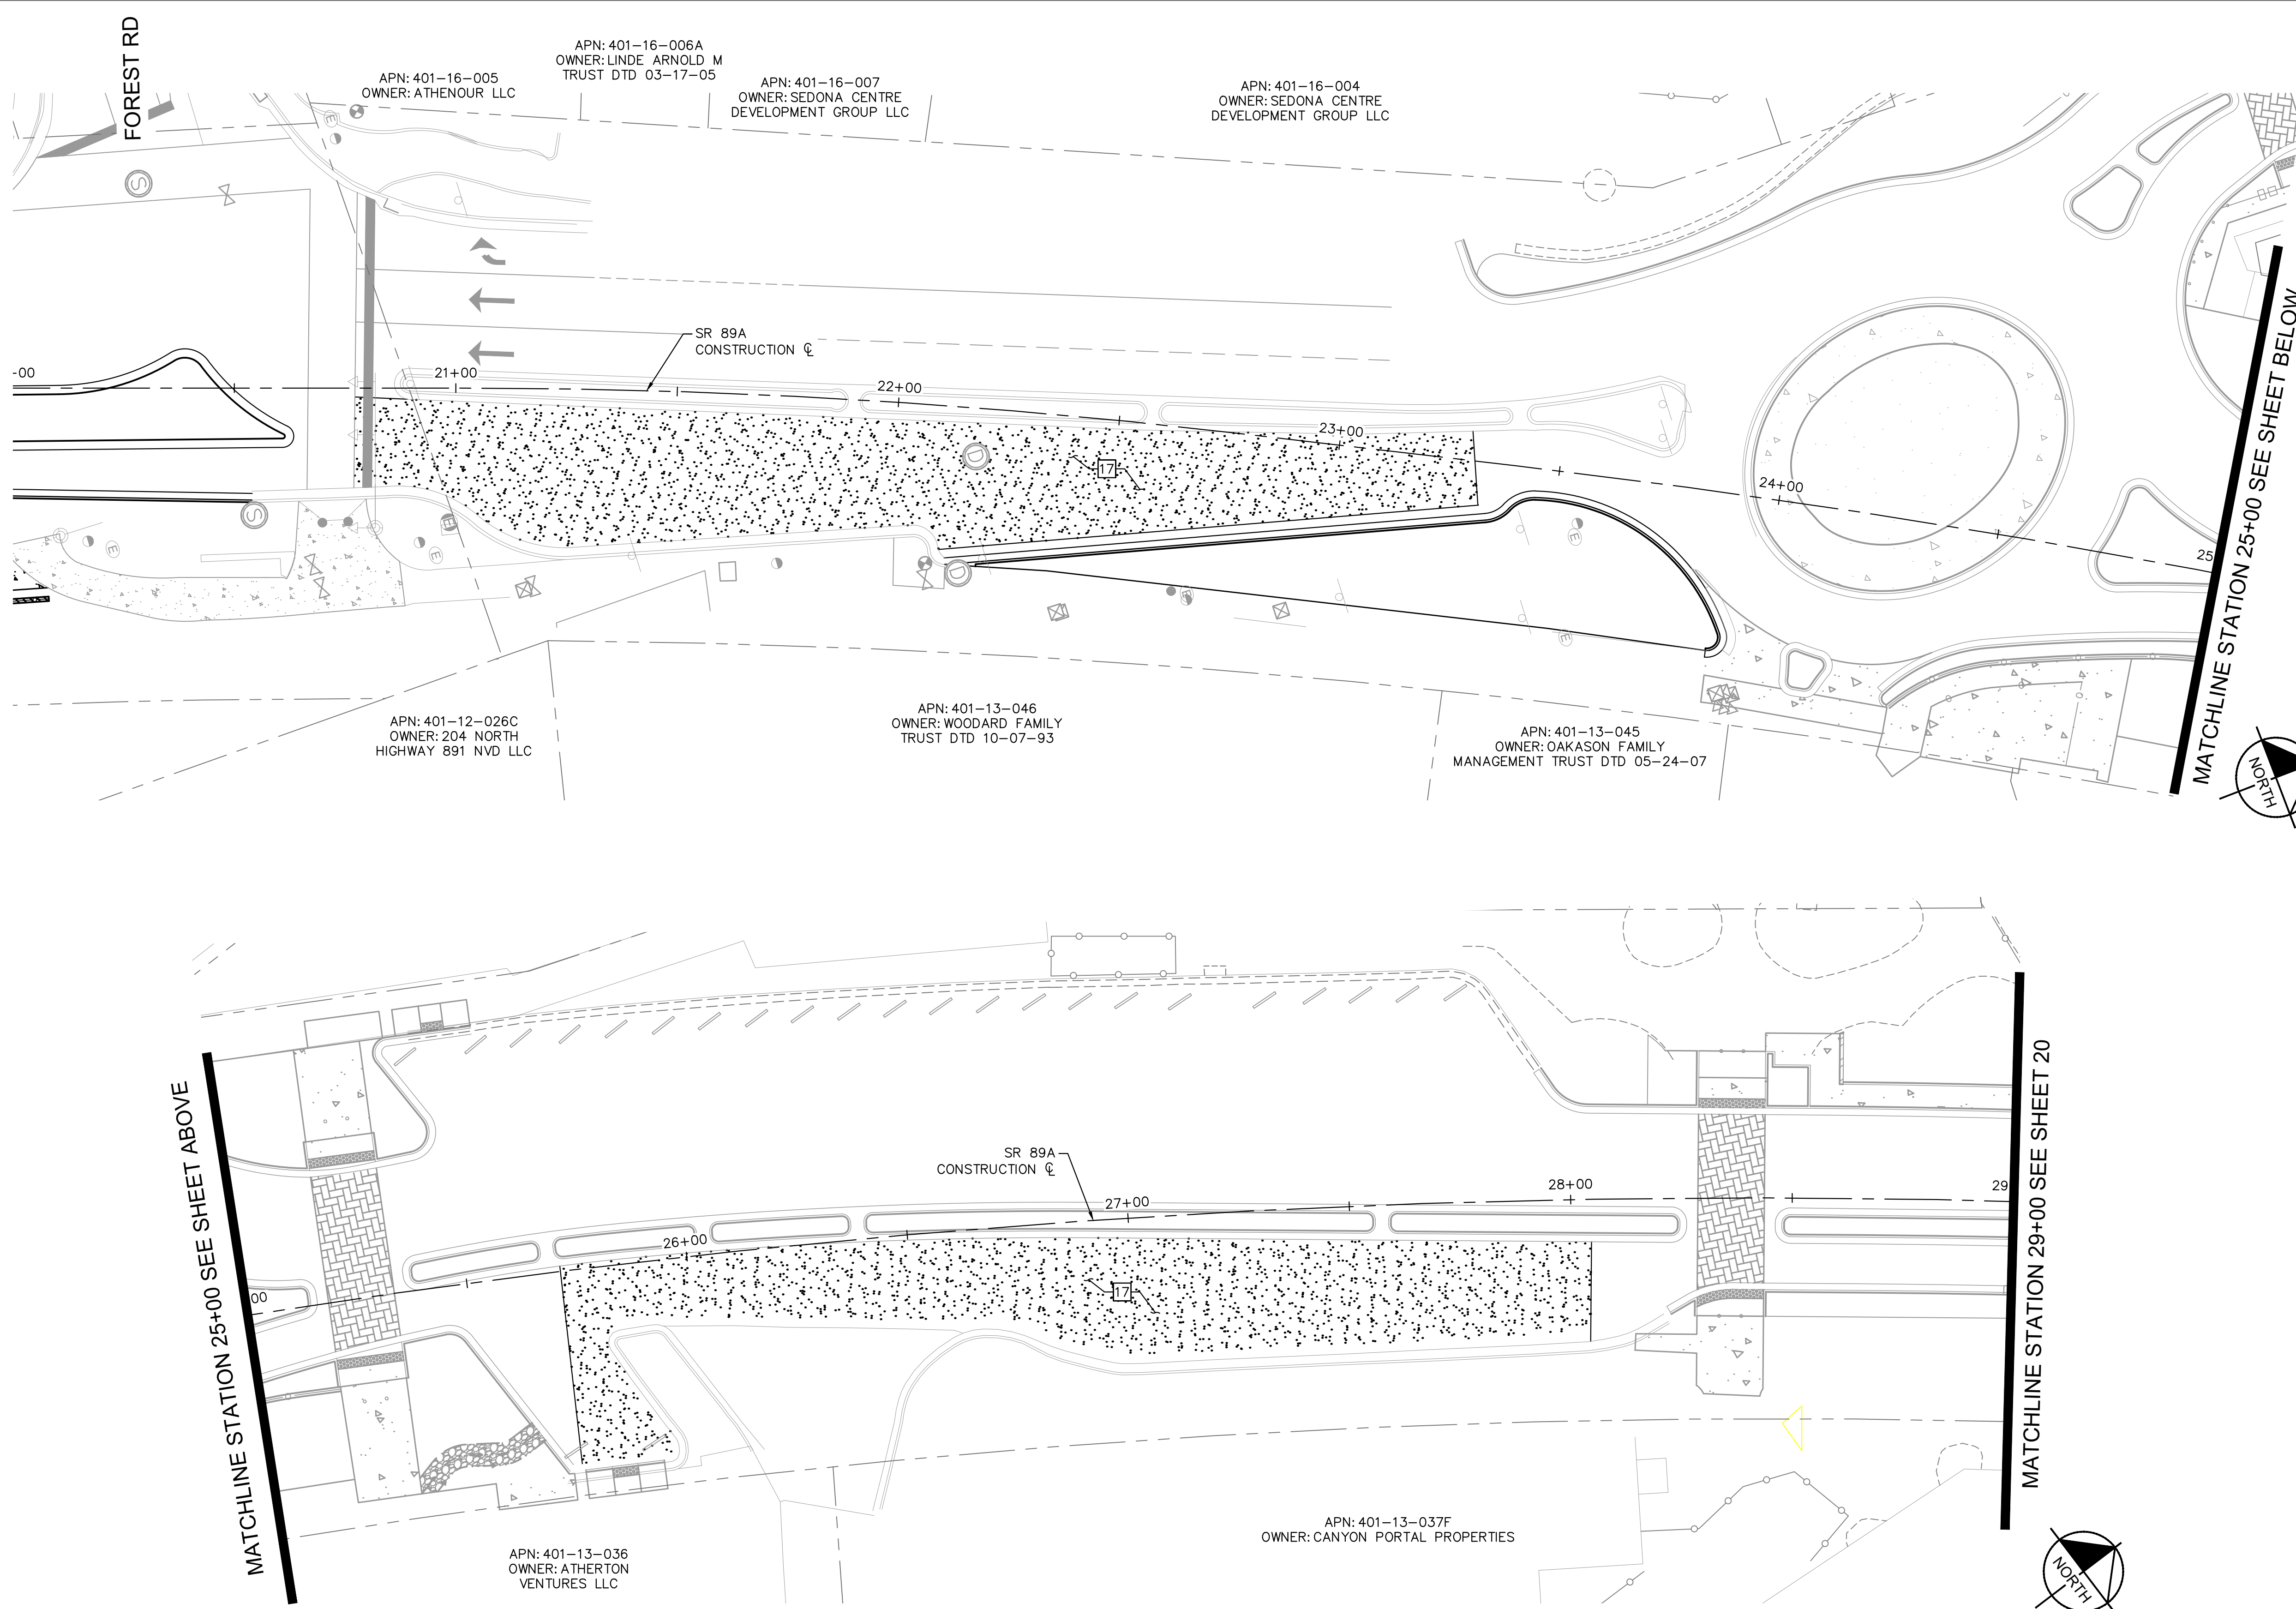 FOREST RD
APN: 401-16-005
OWNER: ATHENOUR LLC
APN: 401-16-006A
OWNER: LINDE ARNOLD M
TRUST DTD 03-17-05
APN: 401-16-007
OWNER: SEDONA CENTRE
DEVELOPMENT GROUP LLC
APN: 401-16-004
OWNER: SEDONA CENTRE
DEVELOPMENT GROUP LLC
E
S
SR 89A
CONSTRUCTION ℄
-00
21+00
22+00
23+00
24+00
25
D
17
S
E
E
E
E
D
E
E
MATCHLINE STATION 25+00 SEE SHEET BELOW
APN: 401-12-026C
OWNER: 204 NORTH
HIGHWAY 891 NVD LLC
APN: 401-13-046
OWNER: WOODARD FAMILY
TRUST DTD 10-07-93
APN: 401-13-045
OWNER: OAKASON FAMILY
MANAGEMENT TRUST DTD 05-24-07
NORTH
MATCHLINE STATION 25+00 SEE SHEET ABOVE
SR 89A
CONSTRUCTION ℄
00
26+00
27+00
28+00
29
17
MATCHLINE STATION 29+00 SEE SHEET 20
APN: 401-13-036
OWNER: ATHERTON
VENTURES LLC
APN: 401-13-037F
OWNER: CANYON PORTAL PROPERTIES
NORTH